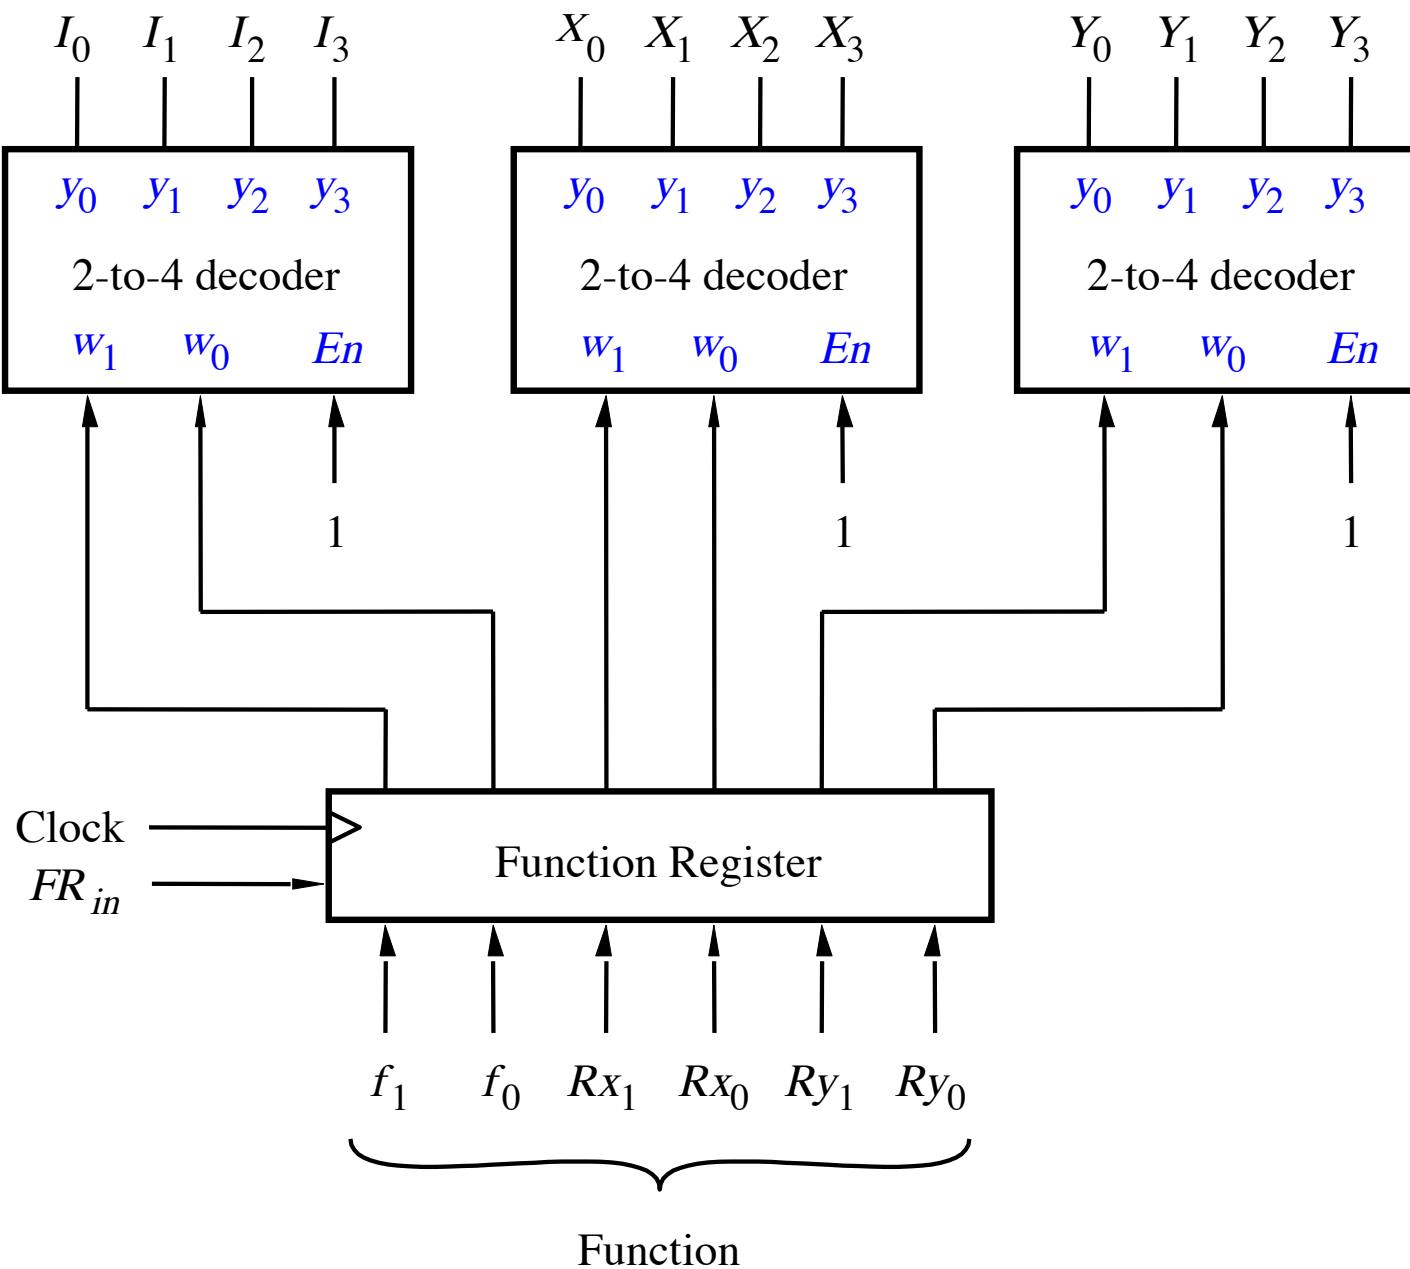 I0 I1 I2 I3 X0 X1 X2 X3 Y0 Y1 Y2 Y3
y0 y1 y2 y3 y0 y1 y2 y3 y0 y1 y2 y3
2-to-4 decoder 2-to-4 decoder 2-to-4 decoder
w1 w0 En w1 w0 En w1 w0 En
1 1 1
Clock
Function Register
FRin
f1 f0 Rx1 Rx0 Ry1 Ry0
Function